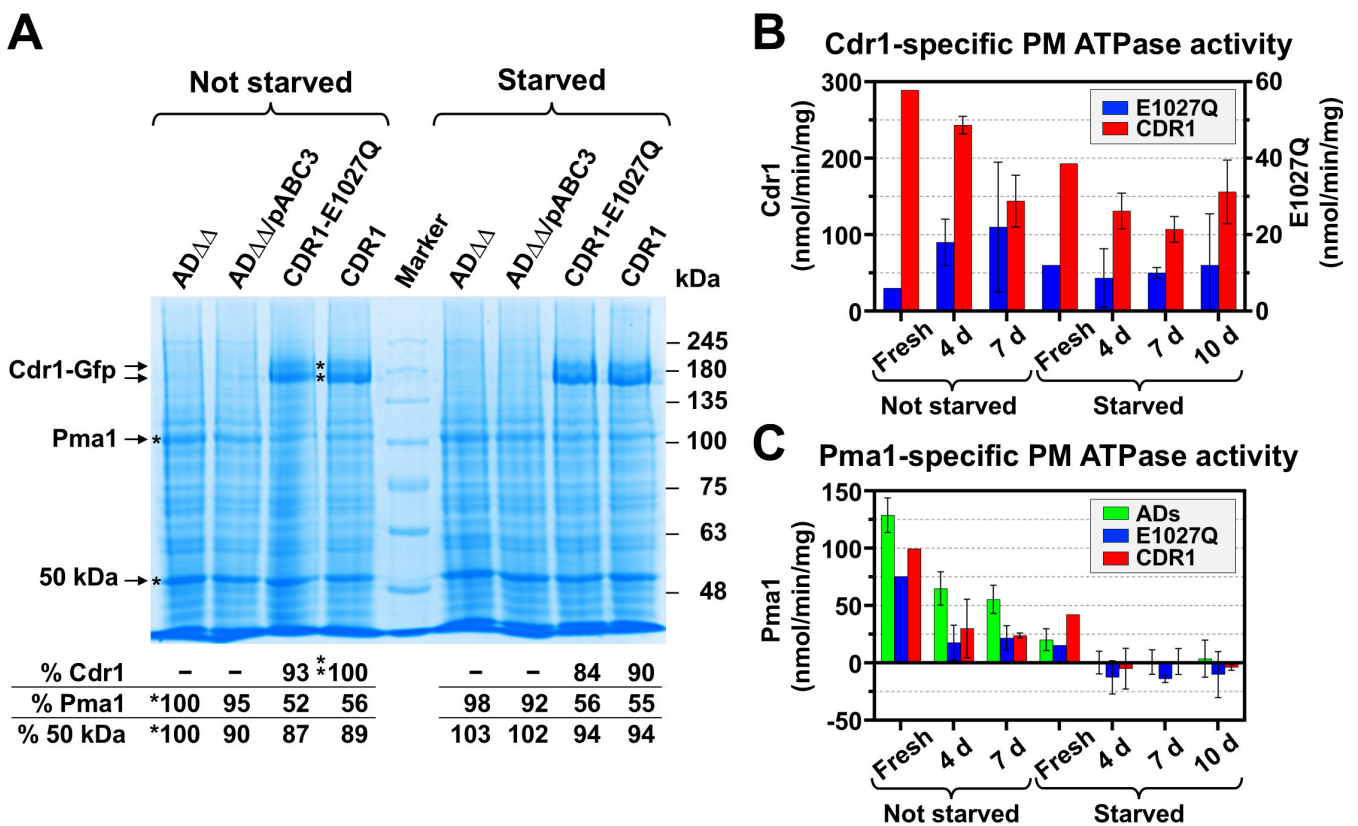 A
Not starved
Starved
ADΔΔ
ADΔΔ/pABC3
CDR1-E1027Q
CDR1
Marker
ADΔΔ
ADΔΔ/pABC3
CDR1-E1027Q
CDR1
kDa
Cdr1-Gfp
*
*
Pma1
*
50 kDa
*
245
180
135
100
75
63
48
% Cdr1 – – 93 **100 – – 84 90
% Pma1 *100 95 52 56 98 92 56 55
% 50 kDa *100 90 87 89 103 102 94 94
B
Cdr1-specific PM ATPase activity
Cdr1
(nmol/min/mg)
300
200
100
0
E1027Q
CDR1
60
40
20
0
E1027Q
(nmol/min/mg)
Fresh
4 d
7 d
Fresh
4 d
7 d
10 d
Not starved
Starved
C
Pma1-specific PM ATPase activity
Pma1
(nmol/min/mg)
150
100
50
0
-50
ADs
E1027Q
CDR1
Fresh
4 d
7 d
Fresh
4 d
7 d
10 d
Not starved
Starved